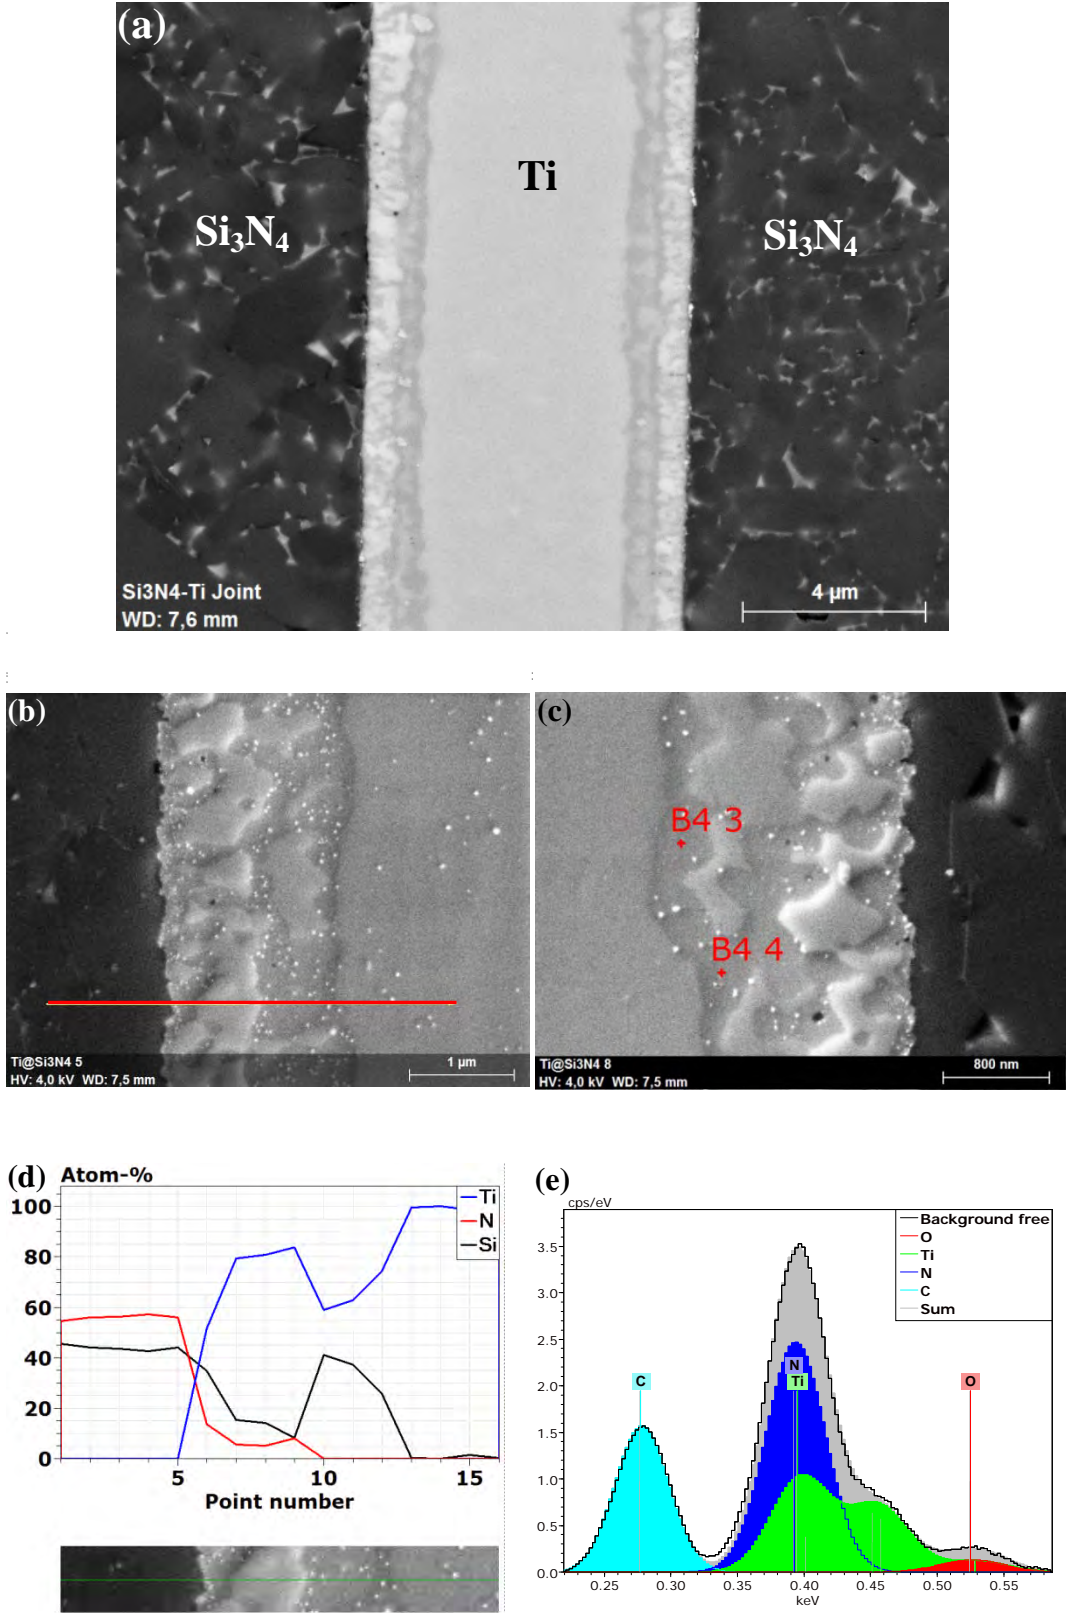 (a)
Ti
Si3N4
Si3N4
Si3N4-Ti Joint
WD: 7,6 mm
4 µm
(b)
Ti@Si3N4 5
HV: 4,0 kV WD: 7,5 mm
1 µm
(c)
B4 3
B4 4
Ti@Si3N4 8
HV: 4,0 kV WD: 7,5 mm
800 nm
(d)
Atom-%
100
80
60
40
20
0
5
10
15
Point number
Ti
N
Si
(e)
cps/eV
3.5
3.0
2.5
2.0
1.5
1.0
0.5
0.0
0.25
0.30
0.35
0.40
0.45
0.50
0.55
keV
C
N
Ti
O
Background free
O
Ti
N
C
Sum